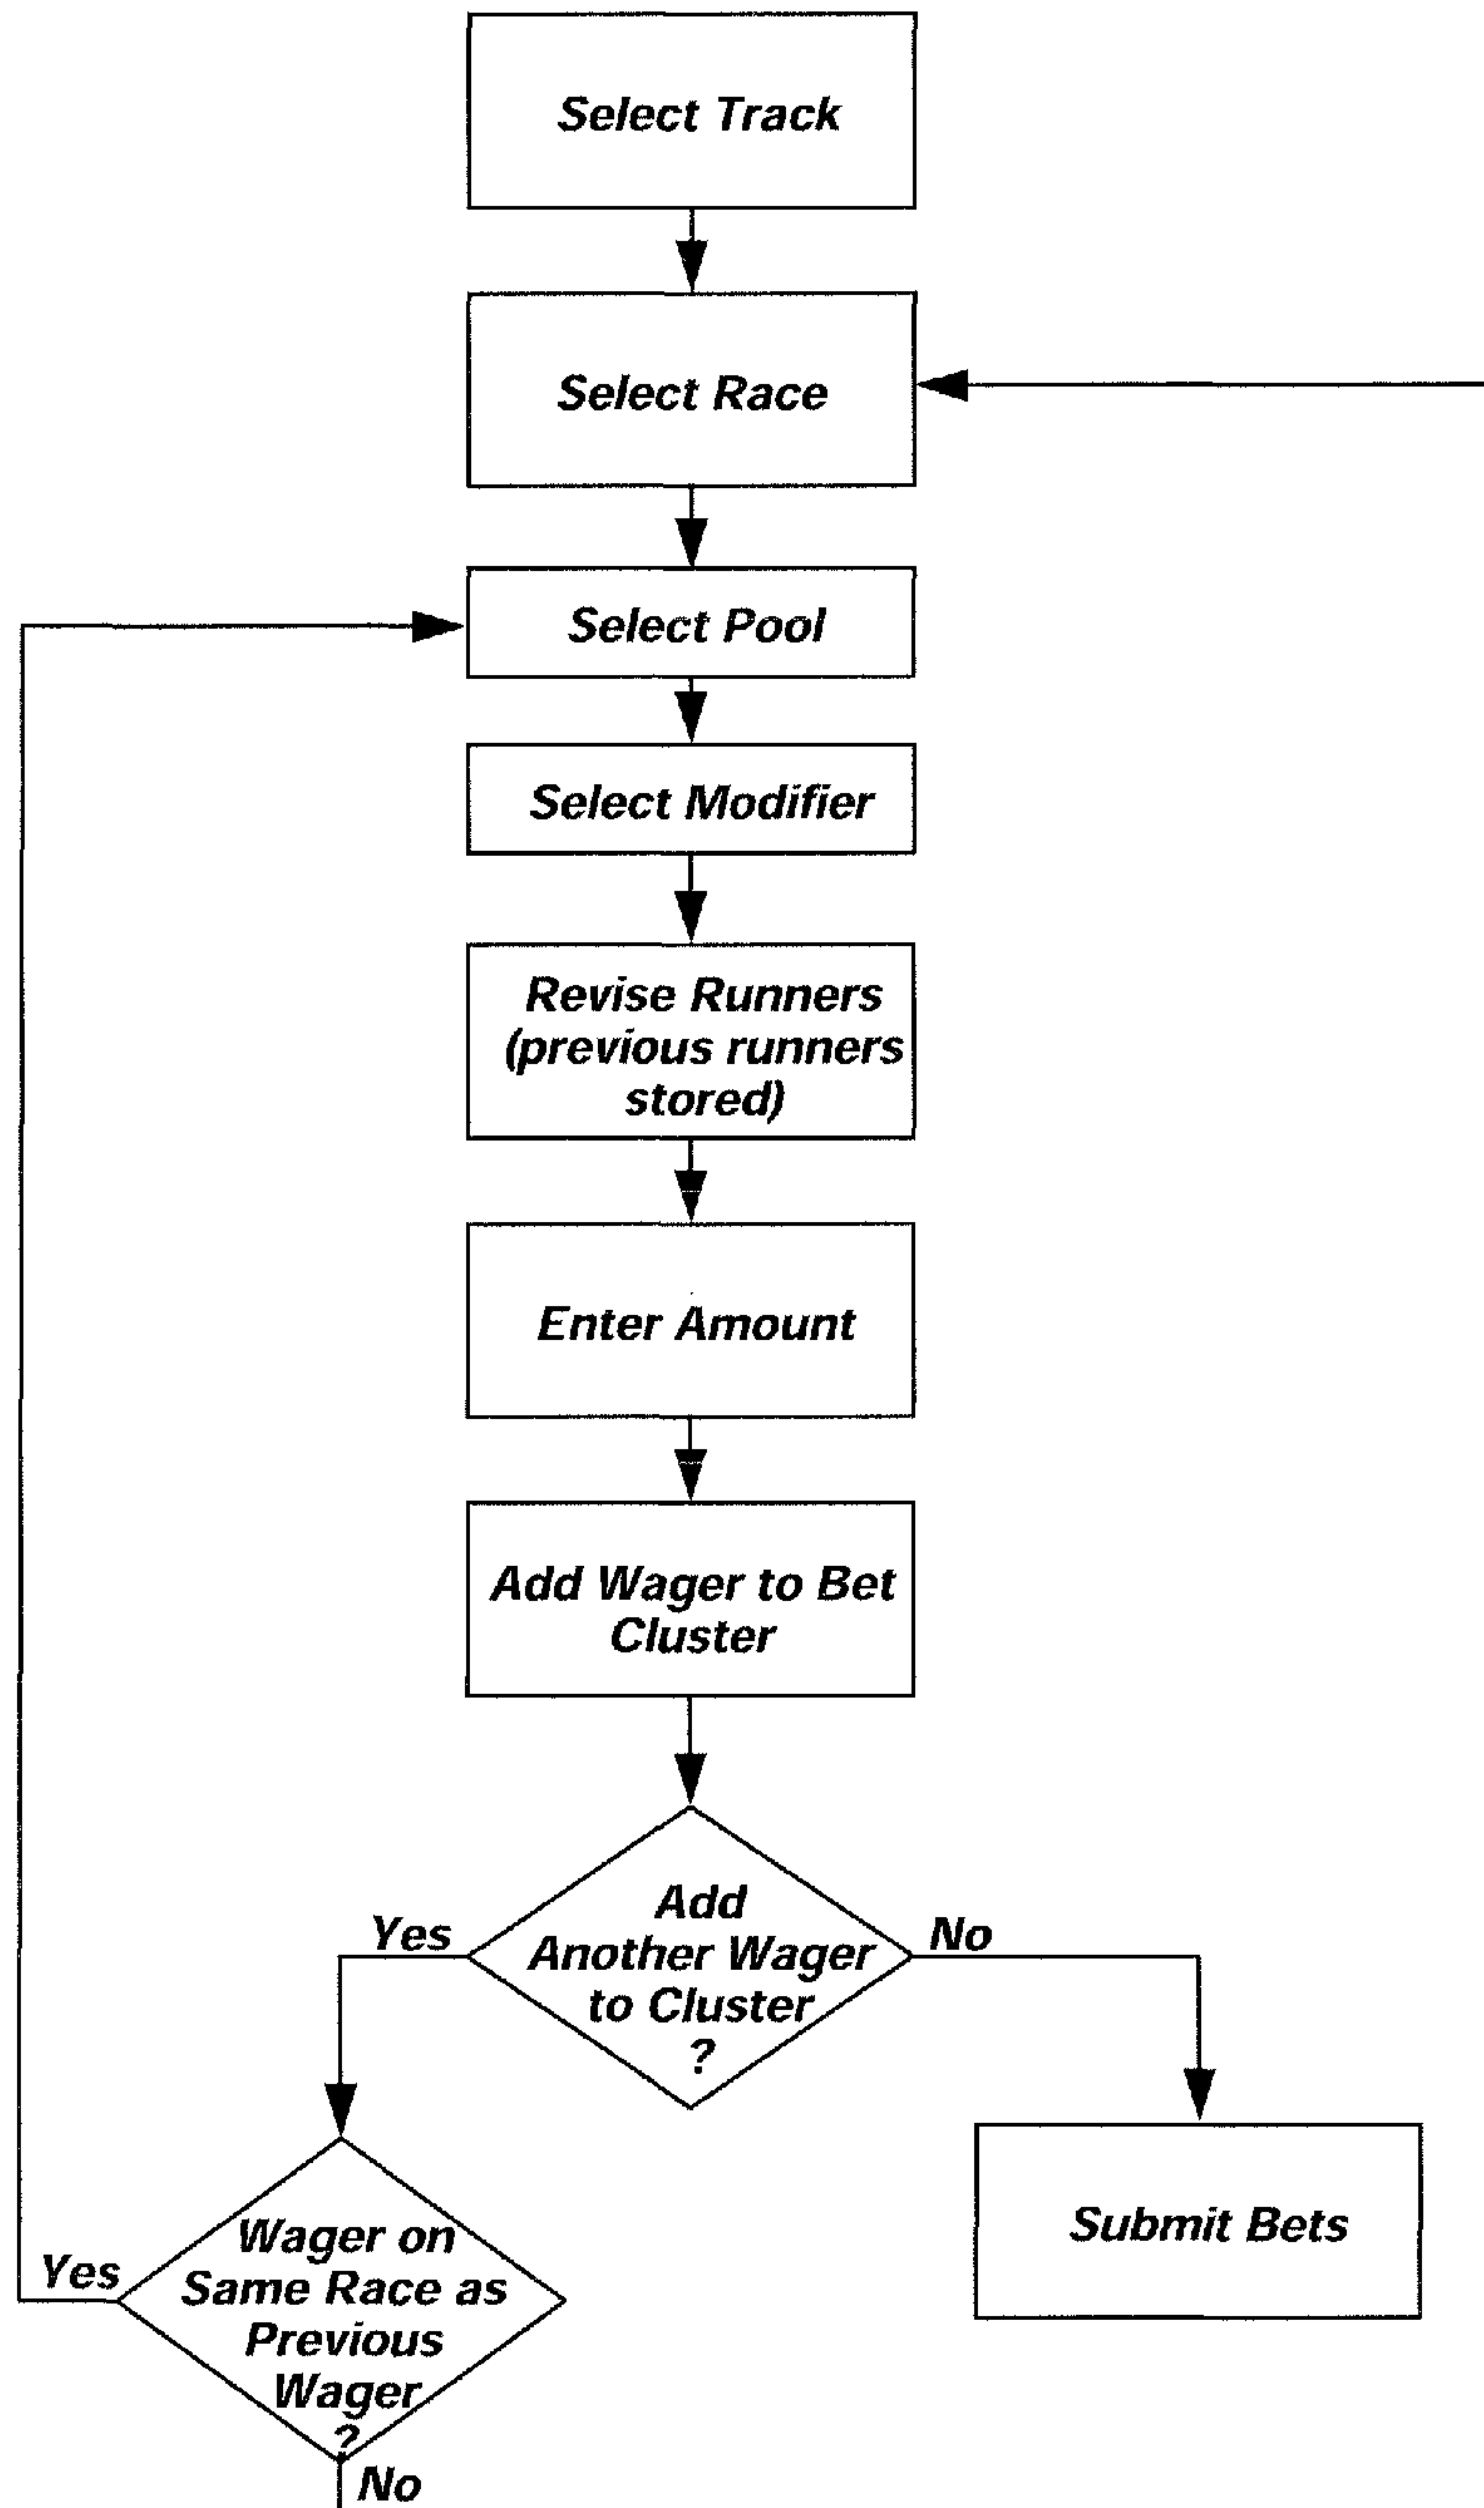 Select Track
Select Race
Select Pool
Select Modifier
Revise Runners
(previous runners
stored)
Enter Amount
Add Wager to Bet
Cluster
Add
Another Wager
to Cluster
?
Yes
No
Submit Bets
Wager on
Same Race as
Previous
Wager
?
Yes
No